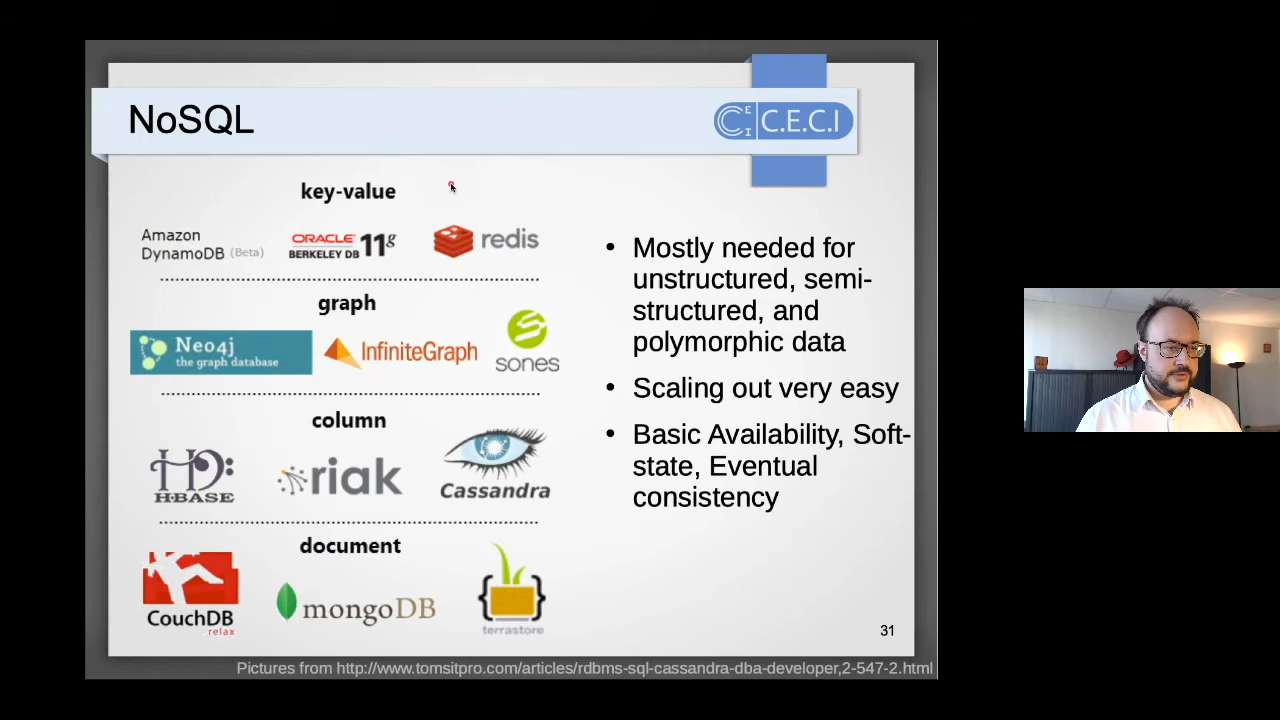 NoSQL
C E I C.E.C.I
key-value
Amazon
DynamoDB (Beta)
ORACLE
BERKELEY DB 11g
redis
graph
Neo4j
the graph database
InfiniteGraph
sones
column
HBASE
riak
Cassandra
document
CouchDB
relax
mongoDB
terrastore
• Mostly needed for
unstructured, semi-
structured, and
polymorphic data
• Scaling out very easy
• Basic Availability, Soft-
state, Eventual
consistency
31
Pictures from http://www.tomsitpro.com/articles/rdbms-sql-cassandra-dba-developer,2-547-2.html